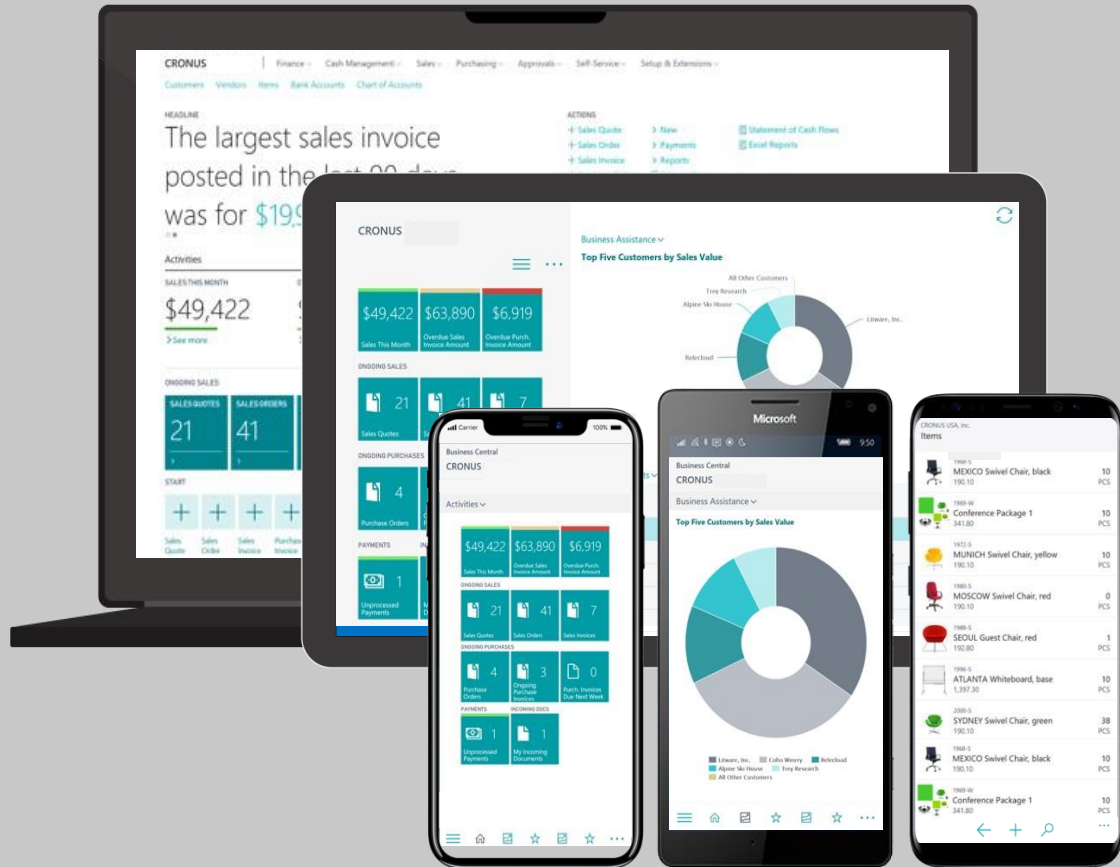 CRONUS
Finance Cash Management Sales Purchasing Approvals Self-Service Setup & Extensions
Customers Vendors Items Bank Accounts Chart of Accounts
HEADLINE
The largest sales invoice
posted in the last 90 days
was for $19,9
ACTIONS
+ Sales Quote > New Statement of Cash Flows
+ Sales Order > Payments Excel Reports
+ Sales Invoice > Reports
Activities
SALES THIS MONTH
$49,422
> See more
ONGOING SALES
SALES QUOTES SALES ORDERS
21 41
START
+ + + +
Sales Sales Sales Purchase
Quote Order Invoice Invoice
CRONUS
$49,422 $63,890 $6,919
Sales This Month Overdue Sales Invoice Amount Overdue Purch. Invoice Amount
ONGOING SALES
21 41 7
Sales Quotes
ONGOING PURCHASES
4
Purchase Orders
PAYMENTS
1
Unprocessed
Payments
Business Assistance
Top Five Customers by Sales Value
All Other Customers
Trey Research
Alpine Ski House
Litware, Inc.
Relecloud
Carrier 100%
Business Central
CRONUS
Activities
$49,422 $63,890 $6,919
Sales This Month Overdue Sales Invoice Amount Overdue Purch. Invoice Amount
ONGOING SALES
21 41 7
Sales Quotes Sales Orders Sales Invoices
ONGOING PURCHASES
4 3 0
Purchase Orders Ongoing Purchase Invoices Purch. Invoices Due Next Week
PAYMENTS INCOMING DOCS
1 1
Unprocessed Payments My Incoming Documents
Microsoft
9:50
Business Central
CRONUS
Business Assistance
Top Five Customers by Sales Value
Litware, Inc. Coho Winery Relecloud
Alpine Ski House Trey Research
All Other Customers
CRONUS USA, Inc.
Items
1968-S
MEXICO Swivel Chair, black 10
190.10 PCS
1969-W
Conference Package 1 10
341.80 PCS
1972-S
MUNICH Swivel Chair, yellow 10
190.10 PCS
1980-S
MOSCOW Swivel Chair, red 0
190.10 PCS
1988-S
SEOUL Guest Chair, red 1
192.80 PCS
1996-S
ATLANTA Whiteboard, base 10
1,397.30 PCS
2000-S
SYDNEY Swivel Chair, green 38
190.10 PCS
1968-S
MEXICO Swivel Chair, black 10
190.10 PCS
1969-W
Conference Package 1 10
341.80 PCS